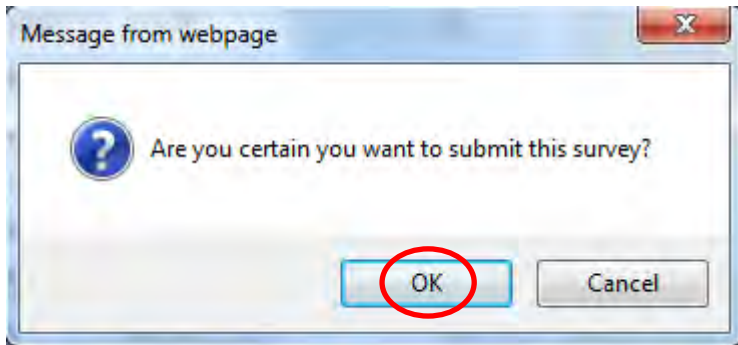 Message from webpage
Are you certain you want to submit this survey?
OK
Cancel